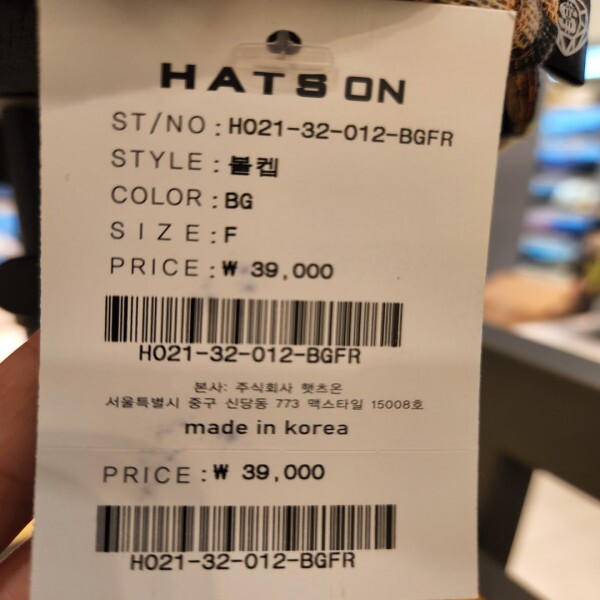 HATSON
ST/NO : H021-32-012-BGFR
STYLE : 볼켑
COLOR : BG
SIZE : F
PRICE : ₩ 39,000
H021-32-012-BGFR
본사: 주식회사 햇츠온
서울특별시 중구 신당동 773 맥스타일 15008호
made in korea
PRICE : ₩ 39,000
H021-32-012-BGFR